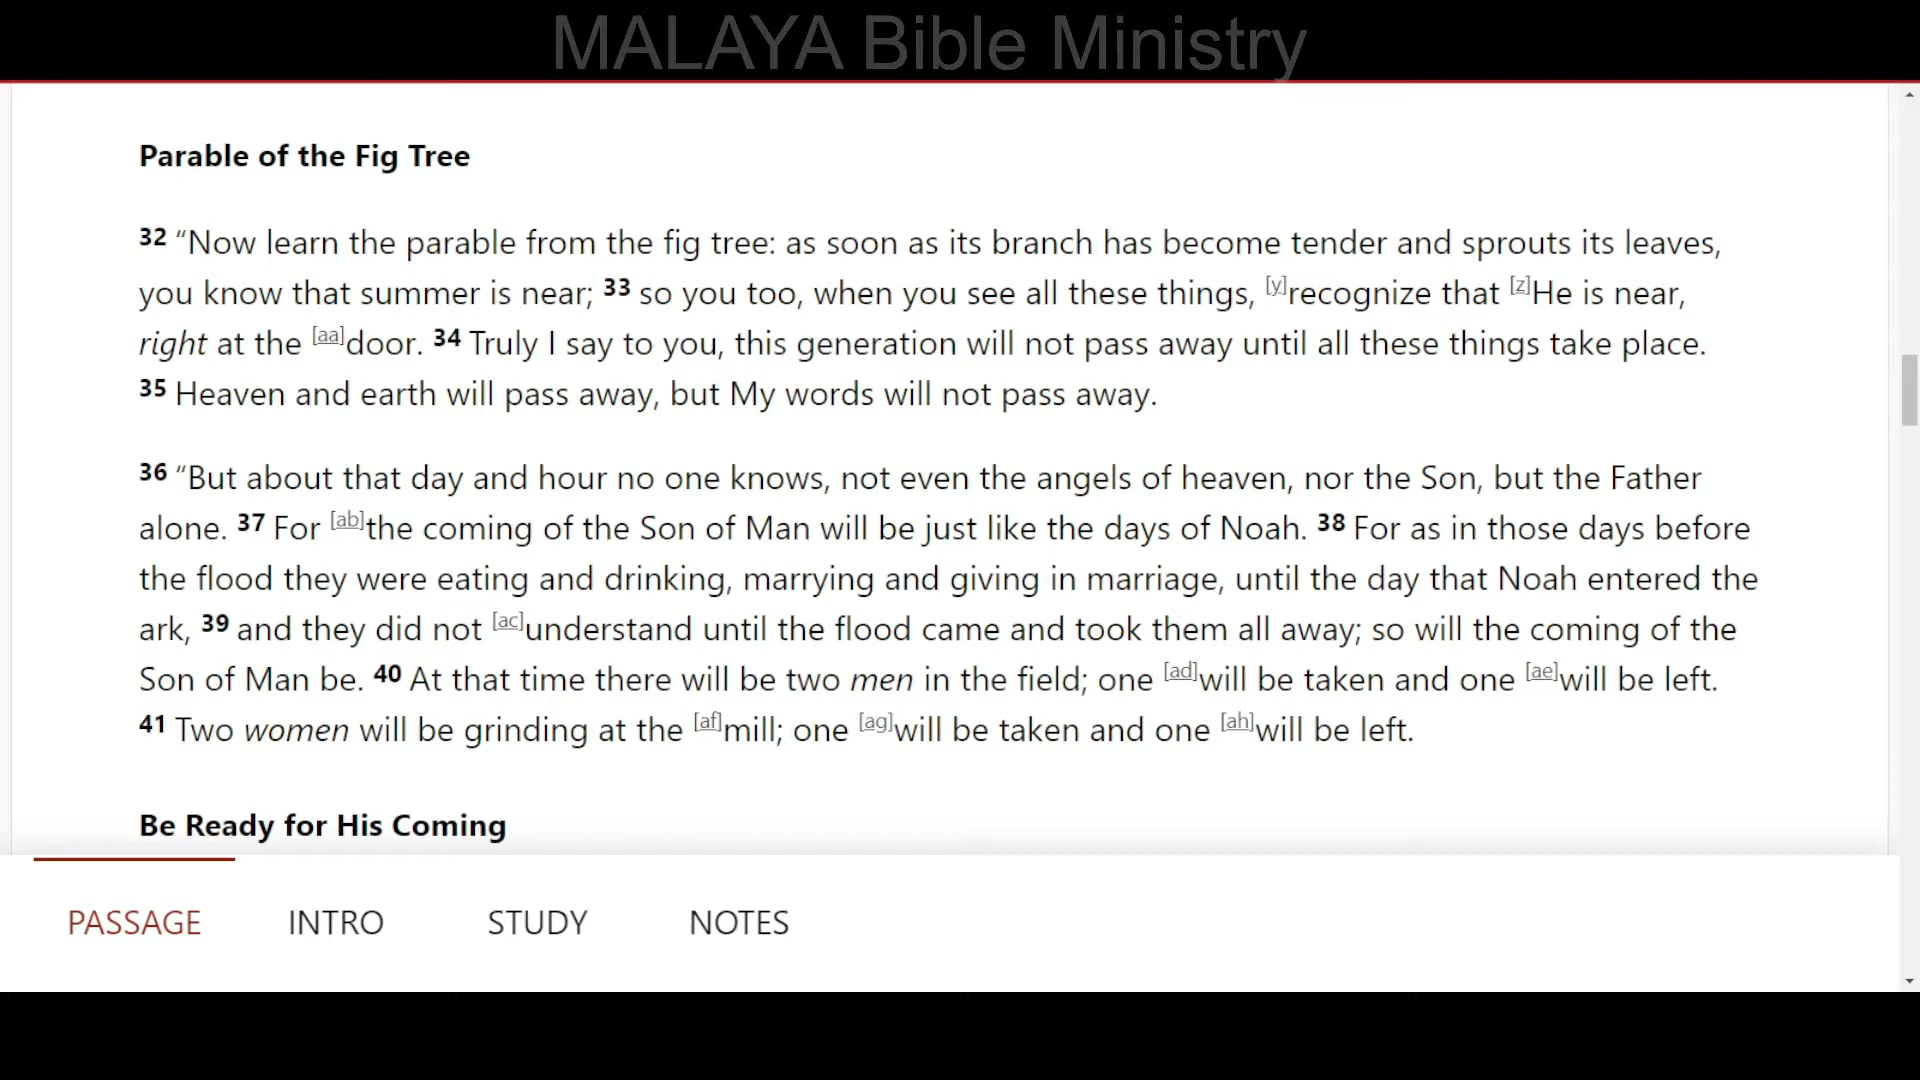 MALAYA Bible Ministry
Parable of the Fig Tree
32 “Now learn the parable from the fig tree: as soon as its branch has become tender and sprouts its leaves,
you know that summer is near; 33 so you too, when you see all these things, [y]recognize that [z]He is near,
right at the [aa]door. 34 Truly I say to you, this generation will not pass away until all these things take place.
35 Heaven and earth will pass away, but My words will not pass away.
36 “But about that day and hour no one knows, not even the angels of heaven, nor the Son, but the Father
alone. 37 For [ab]the coming of the Son of Man will be just like the days of Noah. 38 For as in those days before
the flood they were eating and drinking, marrying and giving in marriage, until the day that Noah entered the
ark, 39 and they did not [ac]understand until the flood came and took them all away; so will the coming of the
Son of Man be. 40 At that time there will be two men in the field; one [ad]will be taken and one [ae]will be left.
41 Two women will be grinding at the [af]mill; one [ag]will be taken and one [ah]will be left.
Be Ready for His Coming
PASSAGE INTRO STUDY NOTES